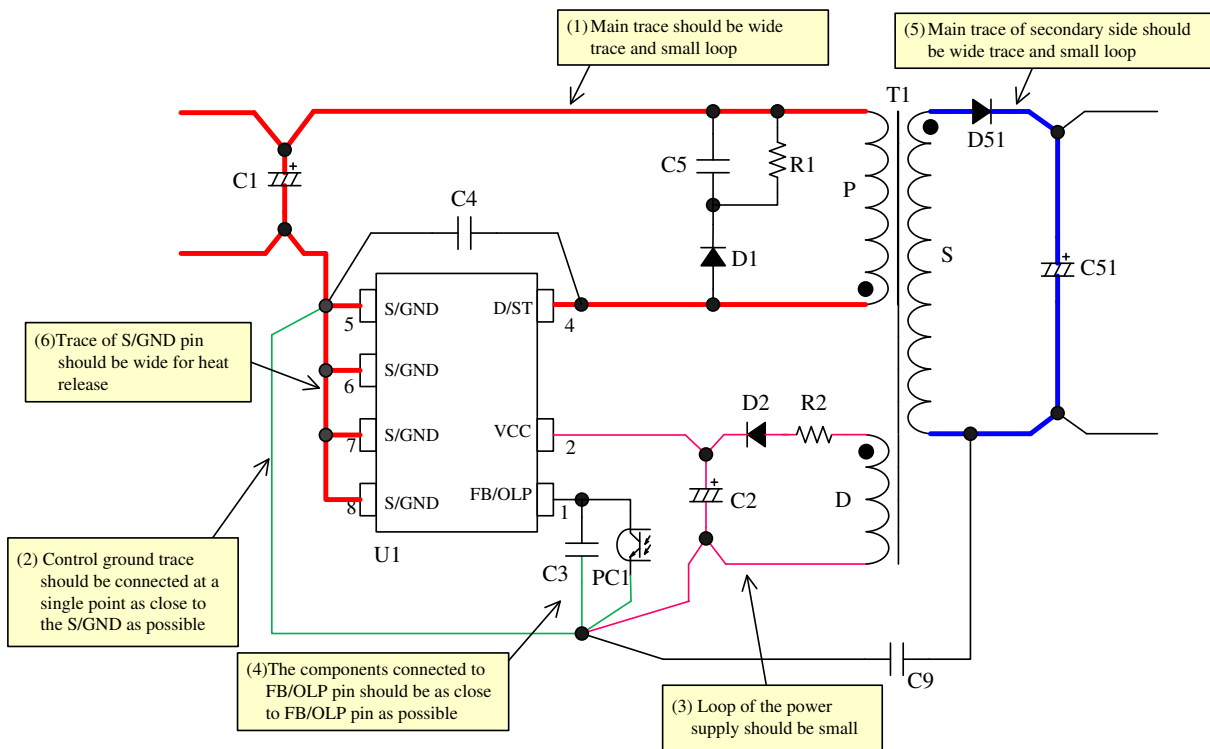 (1) Main trace should be wide
trace and small loop
(5) Main trace of secondary side should
be wide trace and small loop
T1
D51
C1
C4
C5
R1
P
S
D1
C51
S/GND
D/ST
5
4
(6)Trace of S/GND pin
should be wide for heat
release
S/GND
6
D2
R2
S/GND
VCC
7
2
S/GND
FB/OLP
8
1
C2
D
U1
C3
PC1
(2) Control ground trace
should be connected at a
single point as close to
the S/GND as possible
(4)The components connected to
FB/OLP pin should be as close
to FB/OLP pin as possible
C9
(3) Loop of the power
supply should be small